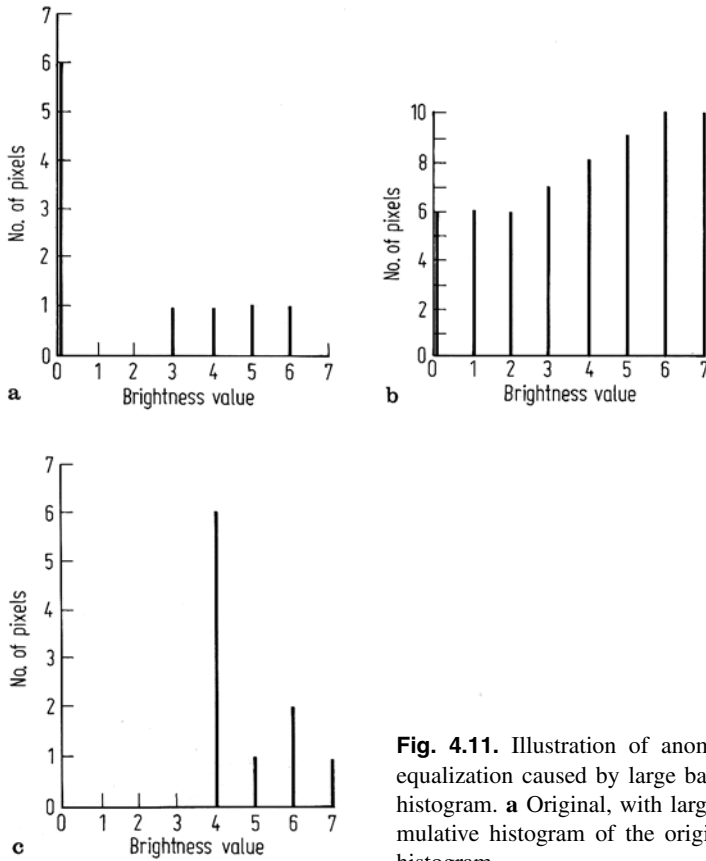 7
6
5
4
3
2
1
0
No. of pixels
0 1 2 3 4 5 6 7
Brightness value
a
10
8
6
4
2
0
No. of pixels
0 1 2 3 4 5 6 7
Brightness value
b
7
6
5
4
3
2
1
0
No. of pixels
0 1 2 3 4 5 6 7
Brightness value
c
Fig. 4.11. Illustration of anom
equalization caused by large ba
histogram. a Original, with larg
mulative histogram of the origi
histogram